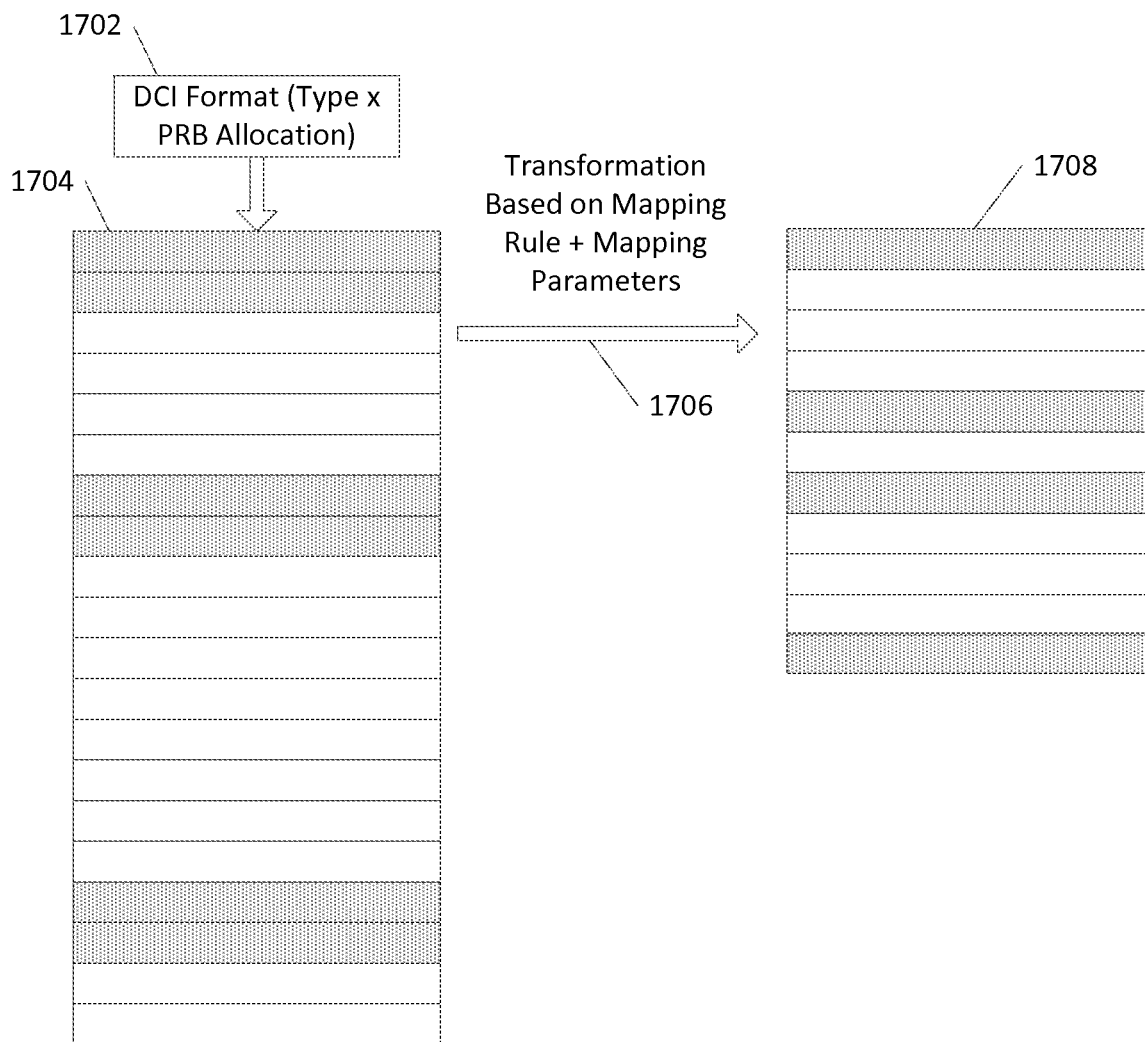 1702
DCI Format (Type x
PRB Allocation)
1704
Transformation
Based on Mapping
Rule + Mapping
Parameters
1708
1706